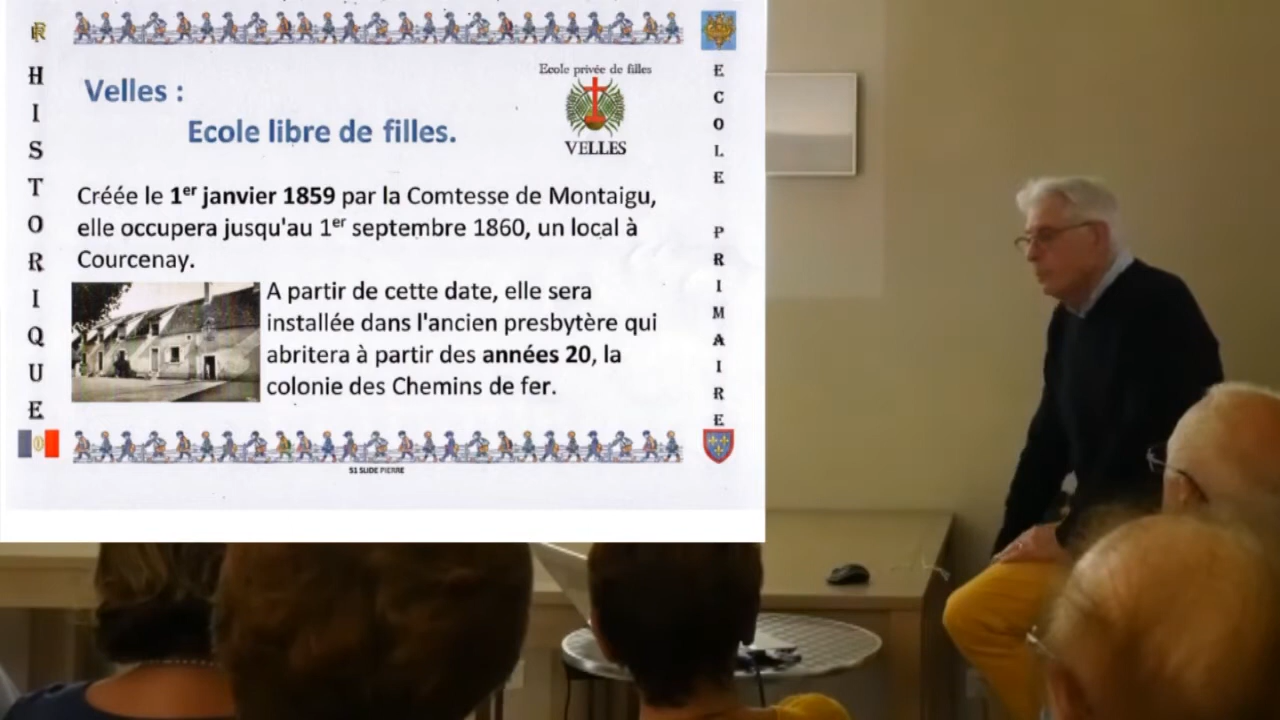 RF
HISTORIQUE
Velles :
Ecole libre de filles.
Ecole privée de filles
VELLES
Créée le 1er janvier 1859 par la Comtesse de Montaigu,
elle occupera jusqu'au 1er septembre 1860, un local à
Courcenay.
A partir de cette date, elle sera
installée dans l'ancien presbytère qui
abritera à partir des années 20, la
colonie des Chemins de fer.
ECOLE PRIMAIRE
S1 SLIDE PIERRE